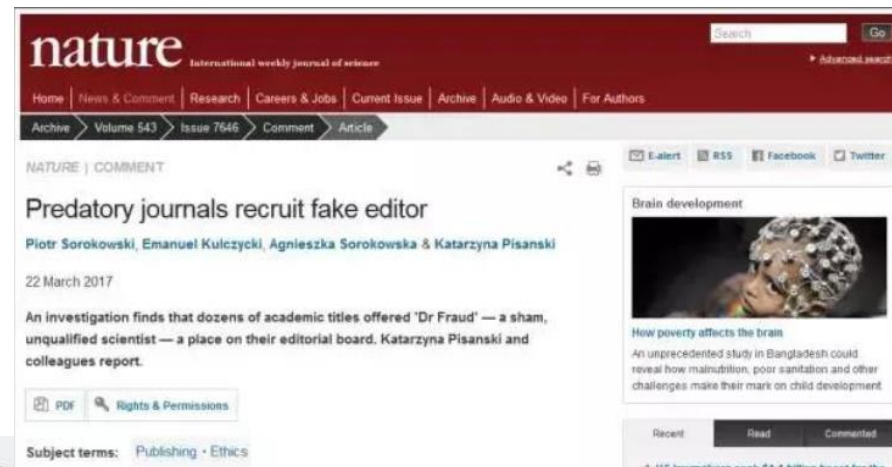 nature International weekly journal of science
Search
Go
Advanced search
Home | News & Comment | Research | Careers & Jobs | Current Issue | Archive | Audio & Video | For Authors
Archive Volume 543 Issue 7646 Comment Article
NATURE | COMMENT
Predatory journals recruit fake editor
Piotr Sorokowski, Emanuel Kulczycki, Agnieszka Sorokowska & Katarzyna Pisanski
22 March 2017
An investigation finds that dozens of academic titles offered 'Dr Fraud' — a sham,
unqualified scientist — a place on their editorial board. Katarzyna Pisanski and
colleagues report.
PDF Rights & Permissions
Subject terms: Publishing • Ethics
E-alert RSS Facebook Twitter
Brain development
How poverty affects the brain
An unprecedented study in Bangladesh could
reveal how malnutrition, poor sanitation and other
challenges make their mark on child development
Recent Read Commented